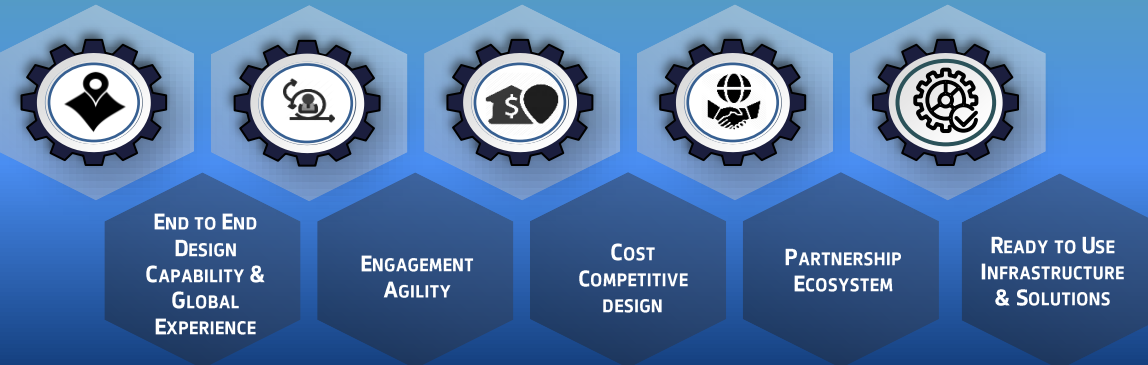 End to End
Design
Capability &
Global
Experience
Engagement
Agility
Cost
Competitive
design
Partnership
Ecosystem
Ready to Use
Infrastructure
& Solutions
$